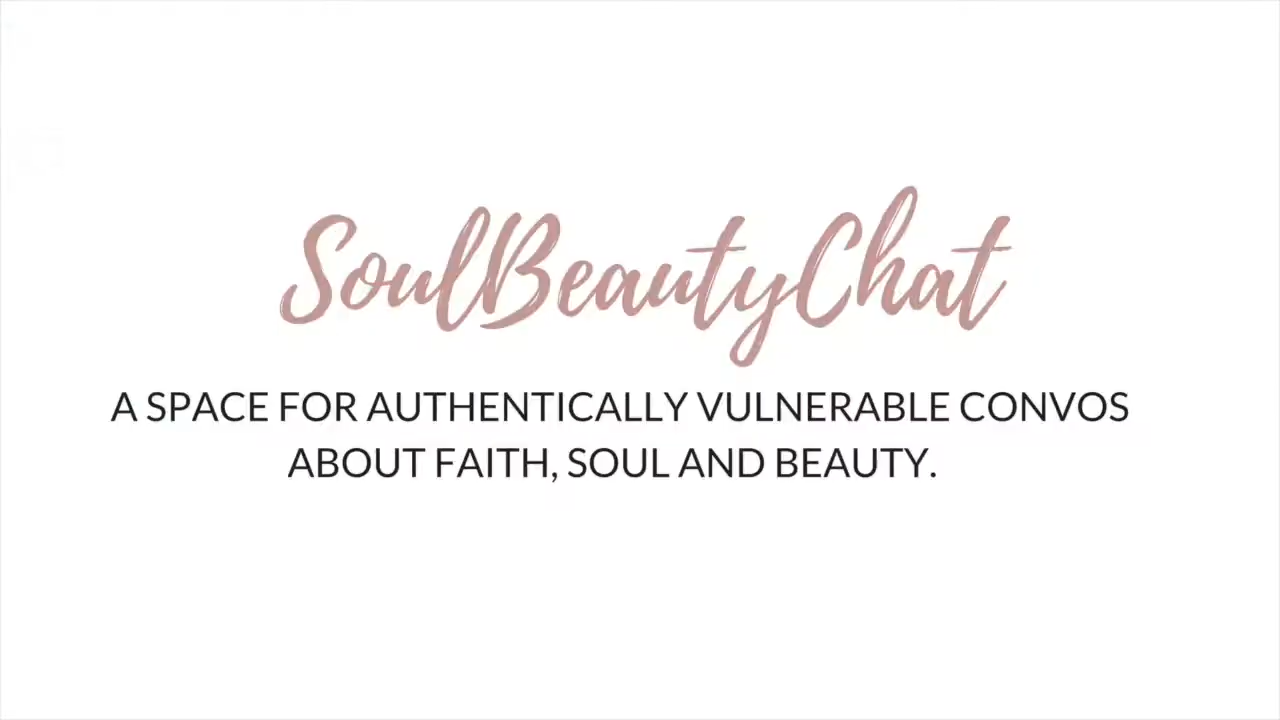 SoulBeautyChat
A SPACE FOR AUTHENTICALLY VULNERABLE CONVOS
ABOUT FAITH, SOUL AND BEAUTY.